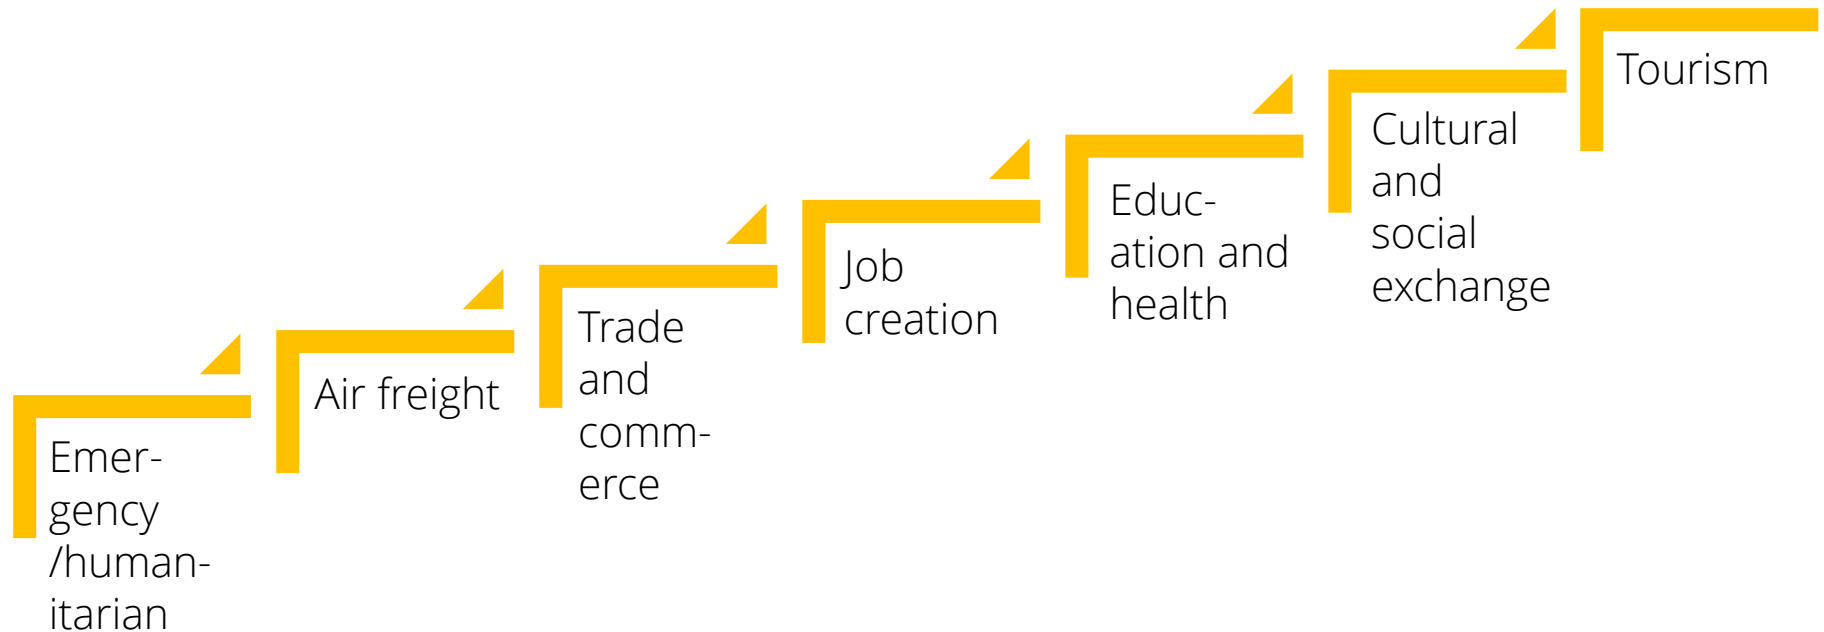 Emer-
gency
/human-
itarian
Air freight
Trade
and
comm-
erce
Job
creation
Educ-
ation and
health
Cultural
and
social
exchange
Tourism